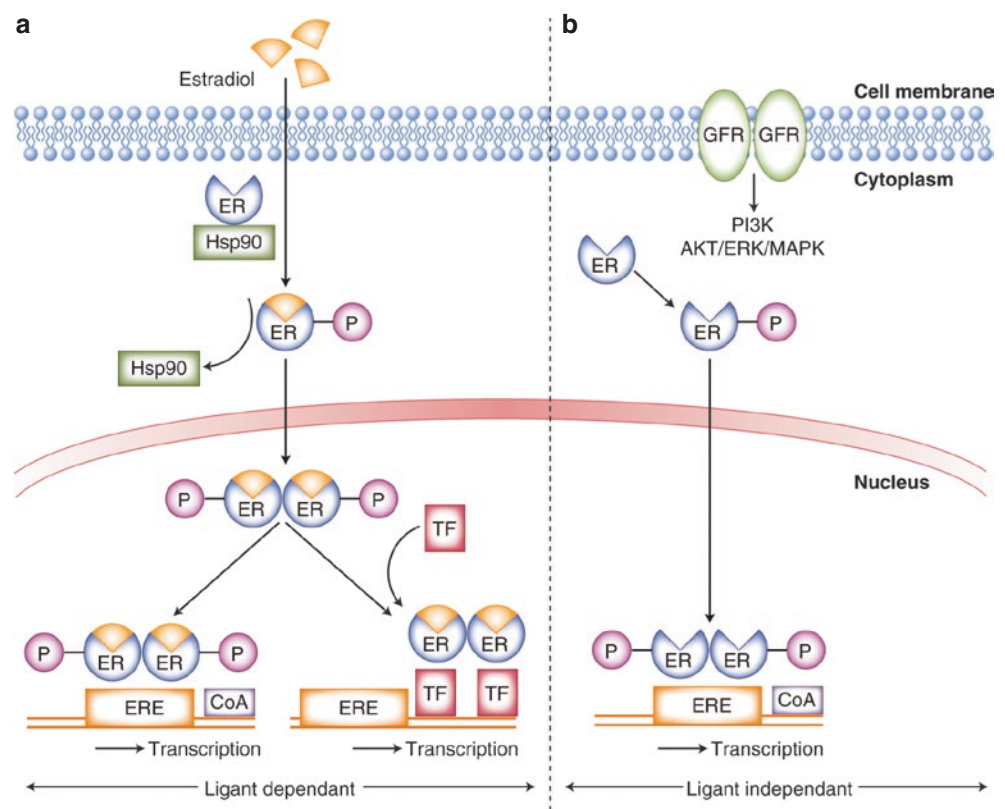 a
b
Estradiol
Cell membrane
GFR
GFR
Cytoplasm
ER
Hsp90
PI3K
AKT/ERK/MAPK
ER
ER
P
ER
P
Hsp90
Nucleus
P
ER
ER
P
TF
P
ER
ER
P
ER
ER
P
ER
ER
P
ERE
CoA
ERE
TF
TF
ERE
CoA
Transcription
Transcription
Transcription
Ligant dependant
Ligant independant